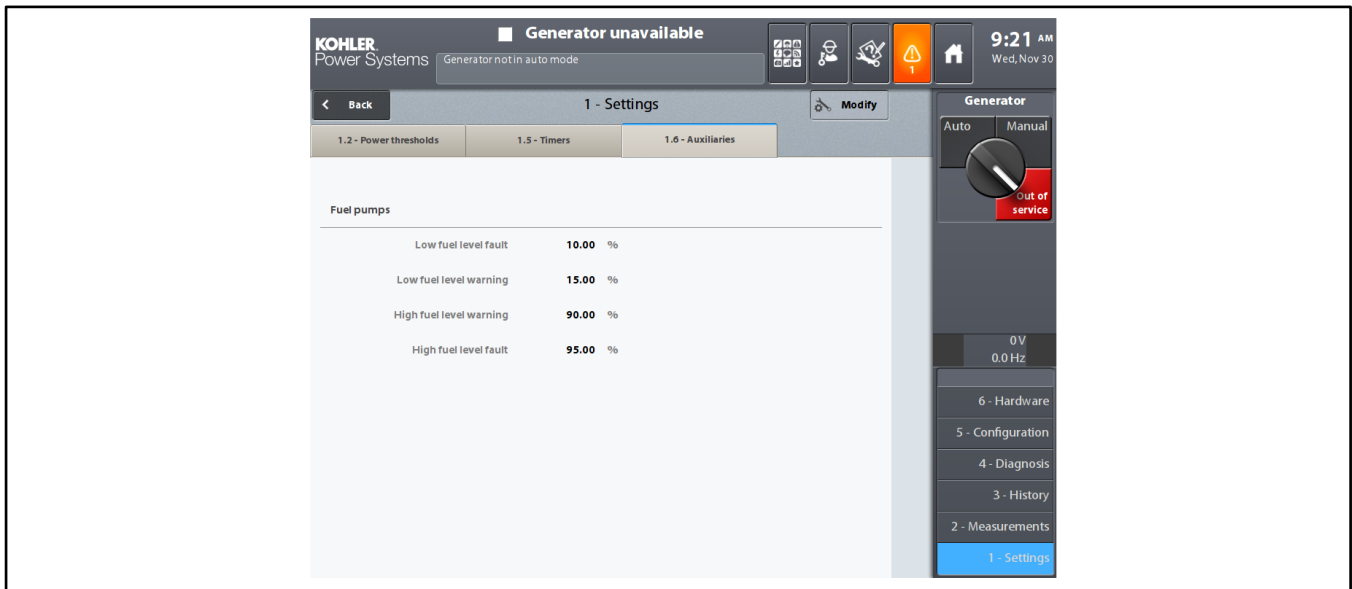 KOHLER.
Power Systems
Generator unavailable
Generator not in auto mode
1
9:21 AM
Wed, Nov 30
Back
1 - Settings
Modify
1.2 - Power thresholds
1.5 - Timers
1.6 - Auxiliaries
Fuel pumps
Low fuel level fault 10.00 %
Low fuel level warning 15.00 %
High fuel level warning 90.00 %
High fuel level fault 95.00 %
Generator
Auto
Manual
Out of
service
0 V
0.0 Hz
6 - Hardware
5 - Configuration
4 - Diagnosis
3 - History
2 - Measurements
1 - Settings